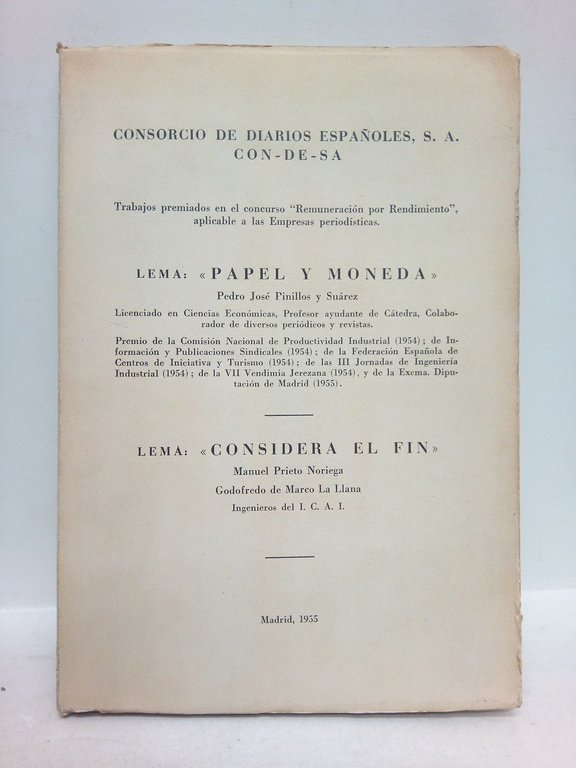 CONSORCIO DE DIARIOS ESPAÑOLES, S. A.
CON-DE-SA
Trabajos premiados en el concurso “Remuneración por Rendimiento”,
aplicable a las Empresas periodísticas.
LEMA: «PAPEL Y MONEDA»
Pedro José Pinillos y Suárez
Licenciado en Ciencias Económicas, Profesor ayudante de Cátedra, Colabo-
rador de diversos periódicos y revistas.
Premio de la Comisión Nacional de Productividad Industrial (1954); de In-
formación y Publicaciones Sindicales (1954); de la Federación Española de
Centros de Iniciativa y Turismo (1954); de las III Jornadas de Ingeniería
Industrial (1954); de la VII Vendimia Jerezana (1954), y de la Excma. Dipu-
tación de Madrid (1955).
LEMA: «CONSIDERA EL FIN»
Manuel Prieto Noriega
Godofredo de Marco La Llana
Ingenieros del I. C. A. I.
Madrid, 1955